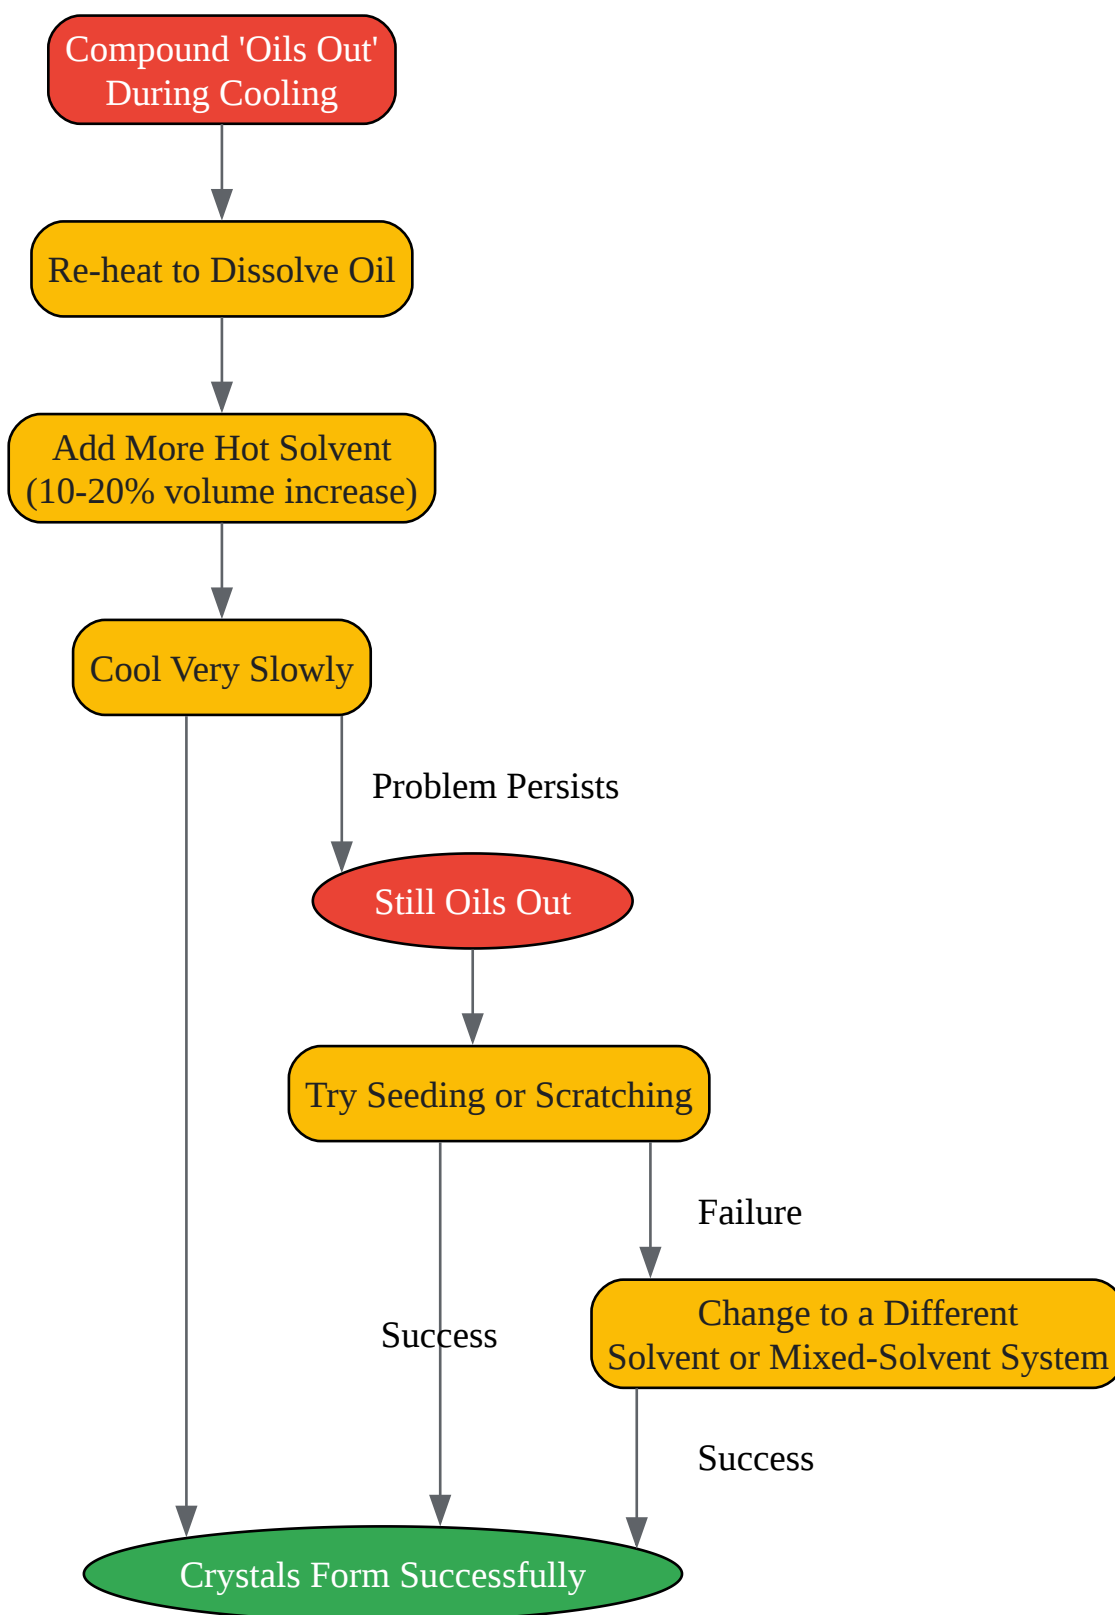 Compound 'Oils Out'
During Cooling
Re-heat to Dissolve Oil
Add More Hot Solvent
(10-20% volume increase)
Cool Very Slowly
Problem Persists
Still Oils Out
Try Seeding or Scratching
Failure
Change to a Different
Solvent or Mixed-Solvent System
Success
Success
Crystals Form Successfully